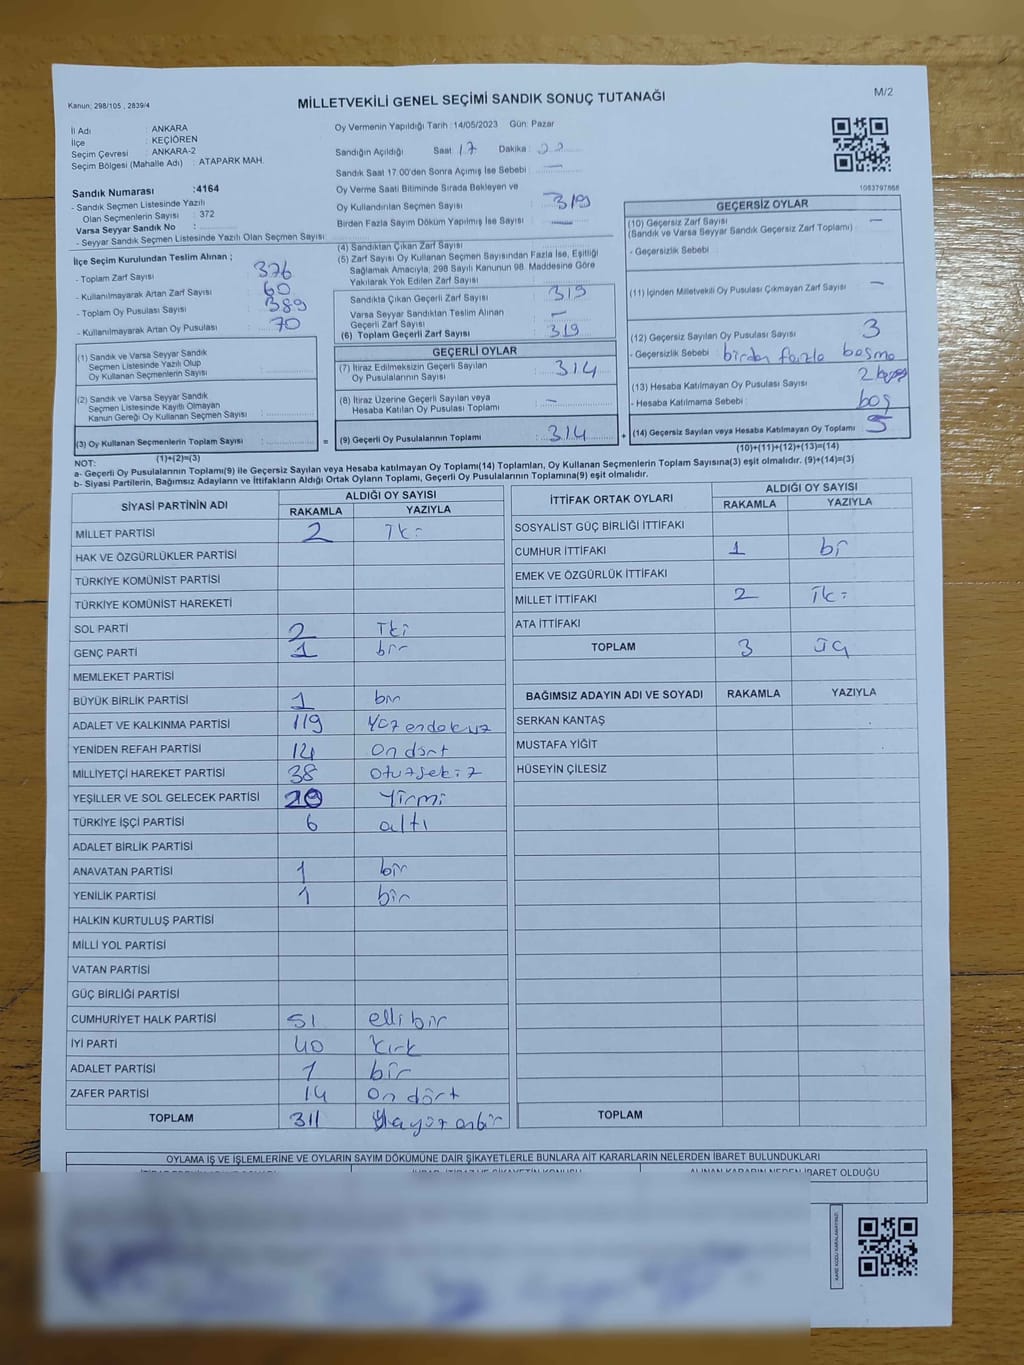 Kanun: 298/105 , 2839/4
MİLLETVEKİLİ GENEL SEÇİMİ SANDIK SONUÇ TUTANAĞI
M/2
İl Adı : ANKARA
İlçe : KEÇİÖREN
Seçim Çevresi : ANKARA-2
Seçim Bölgesi (Mahalle Adı) : ATAPARK MAH.
Sandık Numarası :4164
- Sandık Seçmen Listesinde Yazılı
Olan Seçmenlerin Sayısı : 372
Varsa Seyyar Sandık No :
- Seyyar Sandık Seçmen Listesinde Yazılı Olan Seçmen Sayısı :
Oy Vermenin Yapıldığı Tarih :14/05/2023 Gün: Pazar
Sandığın Açıldığı Saat :17 Dakika :
Sandık Saat 17.00'den Sonra Açımış İse Sebebi : —
Oy Verme Saati Bitiminde Sırada Bekleyen ve
Oy Kullandırılan Seçmen Sayısı : 319
Birden Fazla Sayım Döküm Yapılmış İse Sayısı : —
1083797868
İlçe Seçim Kurulundan Teslim Alınan ;
- Toplam Zarf Sayısı : 376
- Kullanılmayarak Artan Zarf Sayısı : 60
- Toplam Oy Pusulası Sayısı : 389
- Kullanılmayarak Artan Oy Pusulası : 70
(1) Sandık ve Varsa Seyyar Sandık
Seçmen Listesinde Yazılı Olup
Oy Kullanan Seçmenlerin Sayısı :
(2) Sandık ve Varsa Seyyar Sandık
Seçmen Listesinde Kayıtlı Olmayan
Kanun Gereği Oy Kullanan Seçmen Sayısı :
(3) Oy Kullanan Seçmenlerin Toplam Sayısı : =
(1)+(2)=(3)
(4) Sandıktan Çıkan Zarf Sayısı :
(5) Zarf Sayısı Oy Kullanan Seçmen Sayısından Fazla İse, Eşitliği
Sağlamak Amacıyla, 298 Sayılı Kanunun 98. Maddesine Göre
Yakılarak Yok Edilen Zarf Sayısı :
Sandıkta Çıkan Geçerli Zarf Sayısı : 319
Varsa Seyyar Sandıktan Teslim Alınan
Geçerli Zarf Sayısı : —
(6) Toplam Geçerli Zarf Sayısı : 319
GEÇERLİ OYLAR
(7) İtiraz Edilmeksizin Geçerli Sayılan
Oy Pusulalarının Sayısı : 314
(8) İtiraz Üzerine Geçerli Sayılan veya
Hesaba Katılan Oy Pusulası Toplamı : —
(9) Geçerli Oy Pusulalarının Toplamı : 314 +
GEÇERSİZ OYLAR
(10) Geçersiz Zarf Sayısı : —
(Sandık ve Varsa Seyyar Sandık Geçersiz Zarf Toplamı)
- Geçersizlik Sebebi :
(11) İçinden Milletvekili Oy Pusulası Çıkmayan Zarf Sayısı : —
(12) Geçersiz Sayılan Oy Pusulası Sayısı : 3
- Geçersizlik Sebebi : birden fazla basma
(13) Hesaba Katılmayan Oy Pusulası Sayısı : 2
- Hesaba Katılmama Sebebi : boş
(14) Geçersiz Sayılan veya Hesaba Katılmayan Oy Toplamı : 5
(10)+(11)+(12)+(13)=(14)
NOT:
a- Geçerli Oy Pusulalarının Toplamı(9) ile Geçersiz Sayılan veya Hesaba katılmayan Oy Toplamı(14) Toplamları, Oy Kullanan Seçmenlerin Toplam Sayısına(3) eşit olmalıdır. (9)+(14)=(3)
b- Siyasi Partilerin, Bağımsız Adayların ve İttifakların Aldığı Ortak Oyların Toplamı, Geçerli Oy Pusulalarının Toplamına(9) eşit olmalıdır.
SİYASİ PARTİNİN ADI ALDIĞI OY SAYISI
RAKAMLA YAZIYLA
MİLLET PARTİSİ 2 İki
HAK VE ÖZGÜRLÜKLER PARTİSİ
TÜRKİYE KOMÜNİST PARTİSİ
TÜRKİYE KOMÜNİST HAREKETİ
SOL PARTİ 2 İki
GENÇ PARTİ 1 bir
MEMLEKET PARTİSİ
BÜYÜK BİRLİK PARTİSİ 1 bir
ADALET VE KALKINMA PARTİSİ 119 yüzondokuz
YENİDEN REFAH PARTİSİ 14 On dört
MİLLİYETÇİ HAREKET PARTİSİ 38 otuzsekiz
YEŞİLLER VE SOL GELECEK PARTİSİ 20 Yirmi
TÜRKİYE İŞÇİ PARTİSİ 6 altı
ADALET BİRLİK PARTİSİ
ANAVATAN PARTİSİ 1 bir
YENİLİK PARTİSİ 1 bir
HALKIN KURTULUŞ PARTİSİ
MİLLİ YOL PARTİSİ
VATAN PARTİSİ
GÜÇ BİRLİĞİ PARTİSİ
CUMHURİYET HALK PARTİSİ 51 elli bir
İYİ PARTİ 40 kırk
ADALET PARTİSİ 1 bir
ZAFER PARTİSİ 14 On dört
TOPLAM 311
İTTİFAK ORTAK OYLARI ALDIĞI OY SAYISI
RAKAMLA YAZIYLA
SOSYALİST GÜÇ BİRLİĞİ İTTİFAKI
CUMHUR İTTİFAKI 1 bir
EMEK VE ÖZGÜRLÜK İTTİFAKI
MİLLET İTTİFAKI 2 İki
ATA İTTİFAKI
TOPLAM 3 üç
BAĞIMSIZ ADAYIN ADI VE SOYADI RAKAMLA YAZIYLA
SERKAN KANTAŞ
MUSTAFA YİĞİT
HÜSEYİN ÇİLESİZ
TOPLAM
OYLAMA İŞ VE İŞLEMLERİNE VE OYLARIN SAYIM DÖKÜMÜNE DAİR ŞİKAYETLERLE BUNLARA AİT KARARLARIN NELERDEN İBARET BULUNDUKLARI
ALINAN KARARIN NEDEN İBARET OLDUĞU
KARE KODU KARALAMAYINIZ!